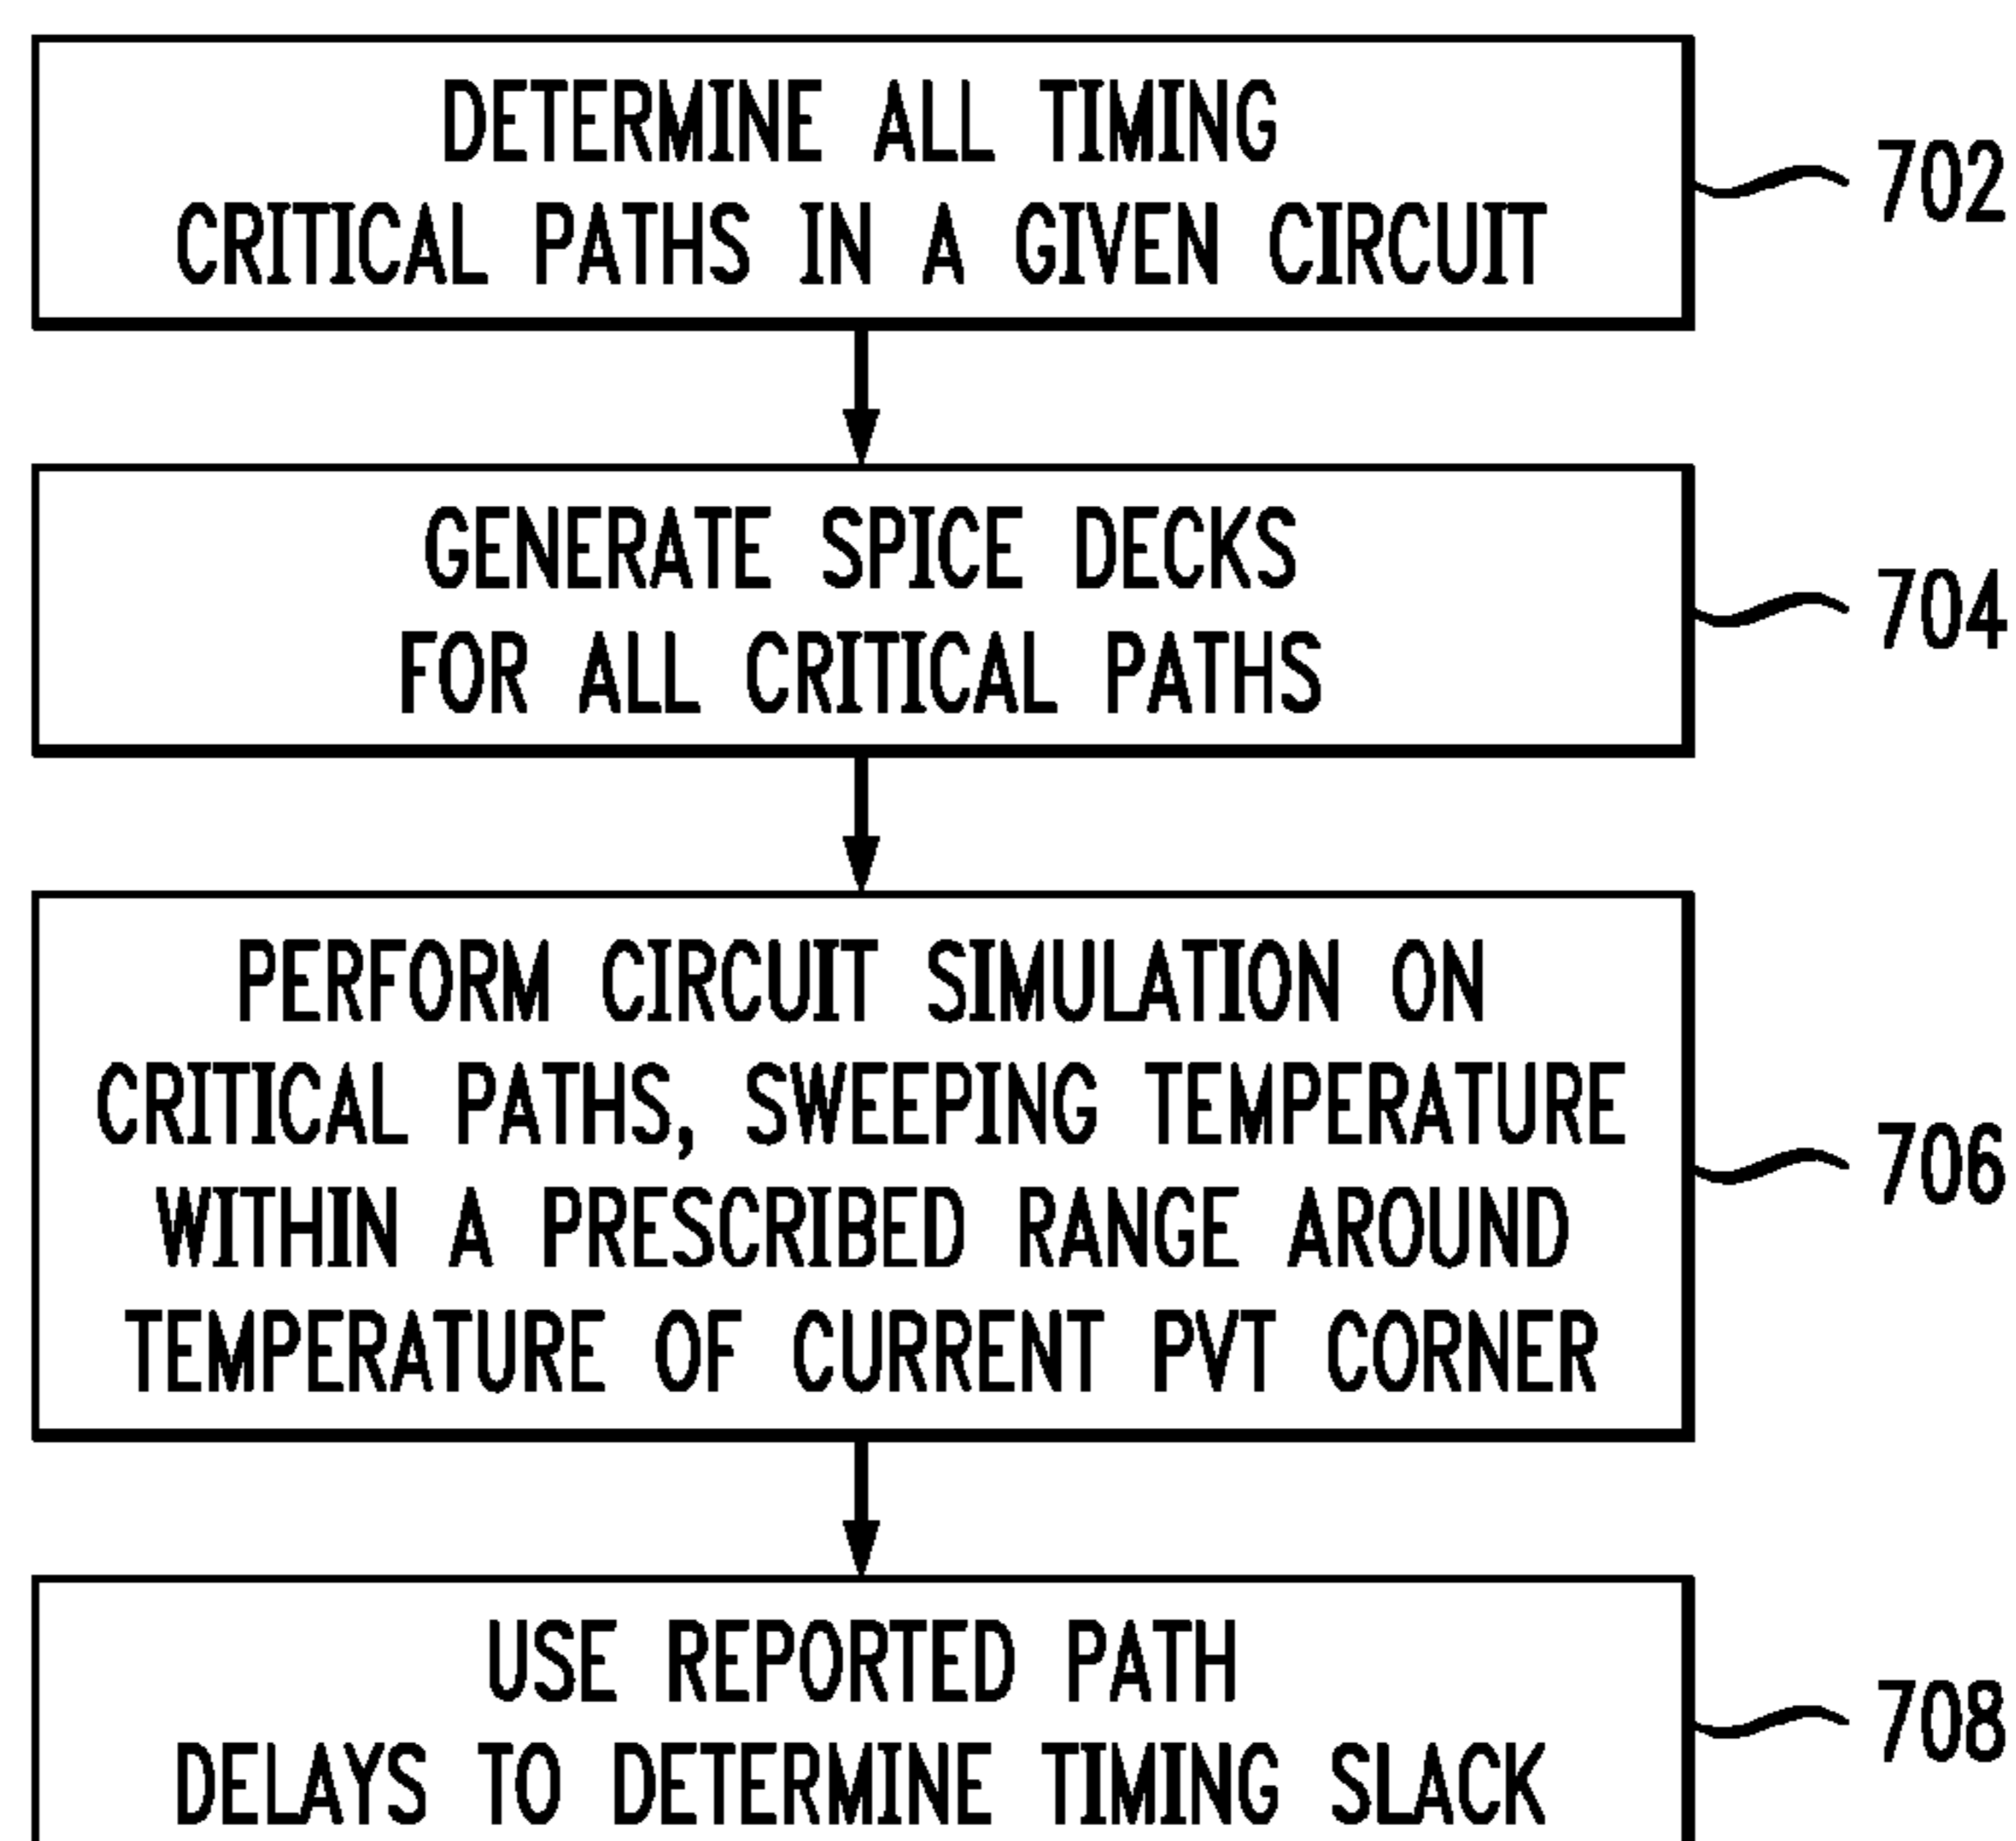 DETERMINE ALL TIMING
CRITICAL PATHS IN A GIVEN CIRCUIT
702
GENERATE SPICE DECKS
FOR ALL CRITICAL PATHS
704
PERFORM CIRCUIT SIMULATION ON
CRITICAL PATHS, SWEEPING TEMPERATURE
WITHIN A PRESCRIBED RANGE AROUND
TEMPERATURE OF CURRENT PVT CORNER
706
USE REPORTED PATH
DELAYS TO DETERMINE TIMING SLACK
708